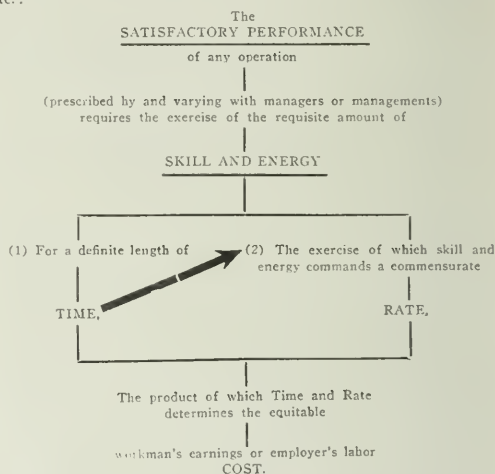 The
SATISFACTORY PERFORMANCE
of any operation
(prescribed by and varying with managers or managements)
requires the exercise of the requisite amount of
SKILL AND ENERGY
(1) For a definite length of
TIME,
(2) The exercise of which skill and
energy commands a commensurate
RATE,
The product of which Time and Rate
determines the equitable
workman's earnings or employer's labor
COST.